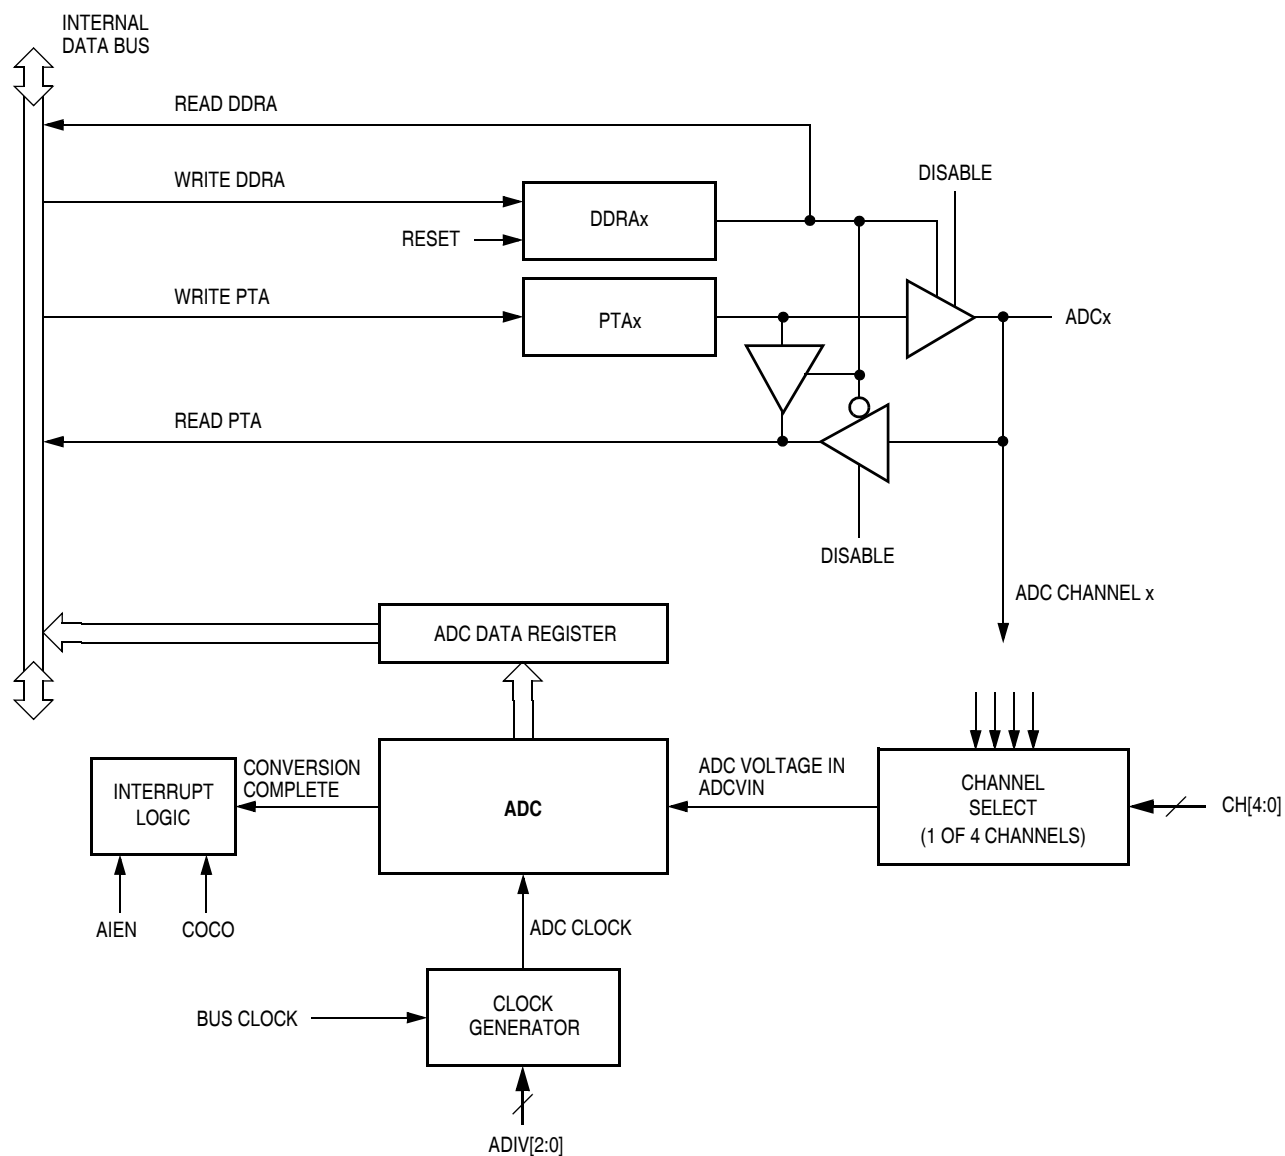 INTERNAL
DATA BUS
READ DDRA
WRITE DDRA
DISABLE
DDRAx
RESET
WRITE PTA
PTAx
ADCx
READ PTA
DISABLE
ADC CHANNEL x
ADC DATA REGISTER
INTERRUPT
LOGIC
CONVERSION
COMPLETE
ADC
ADC VOLTAGE IN
ADCVIN
CHANNEL
SELECT
(1 OF 4 CHANNELS)
CH[4:0]
AIEN
COCO
ADC CLOCK
BUS CLOCK
CLOCK
GENERATOR
ADIV[2:0]